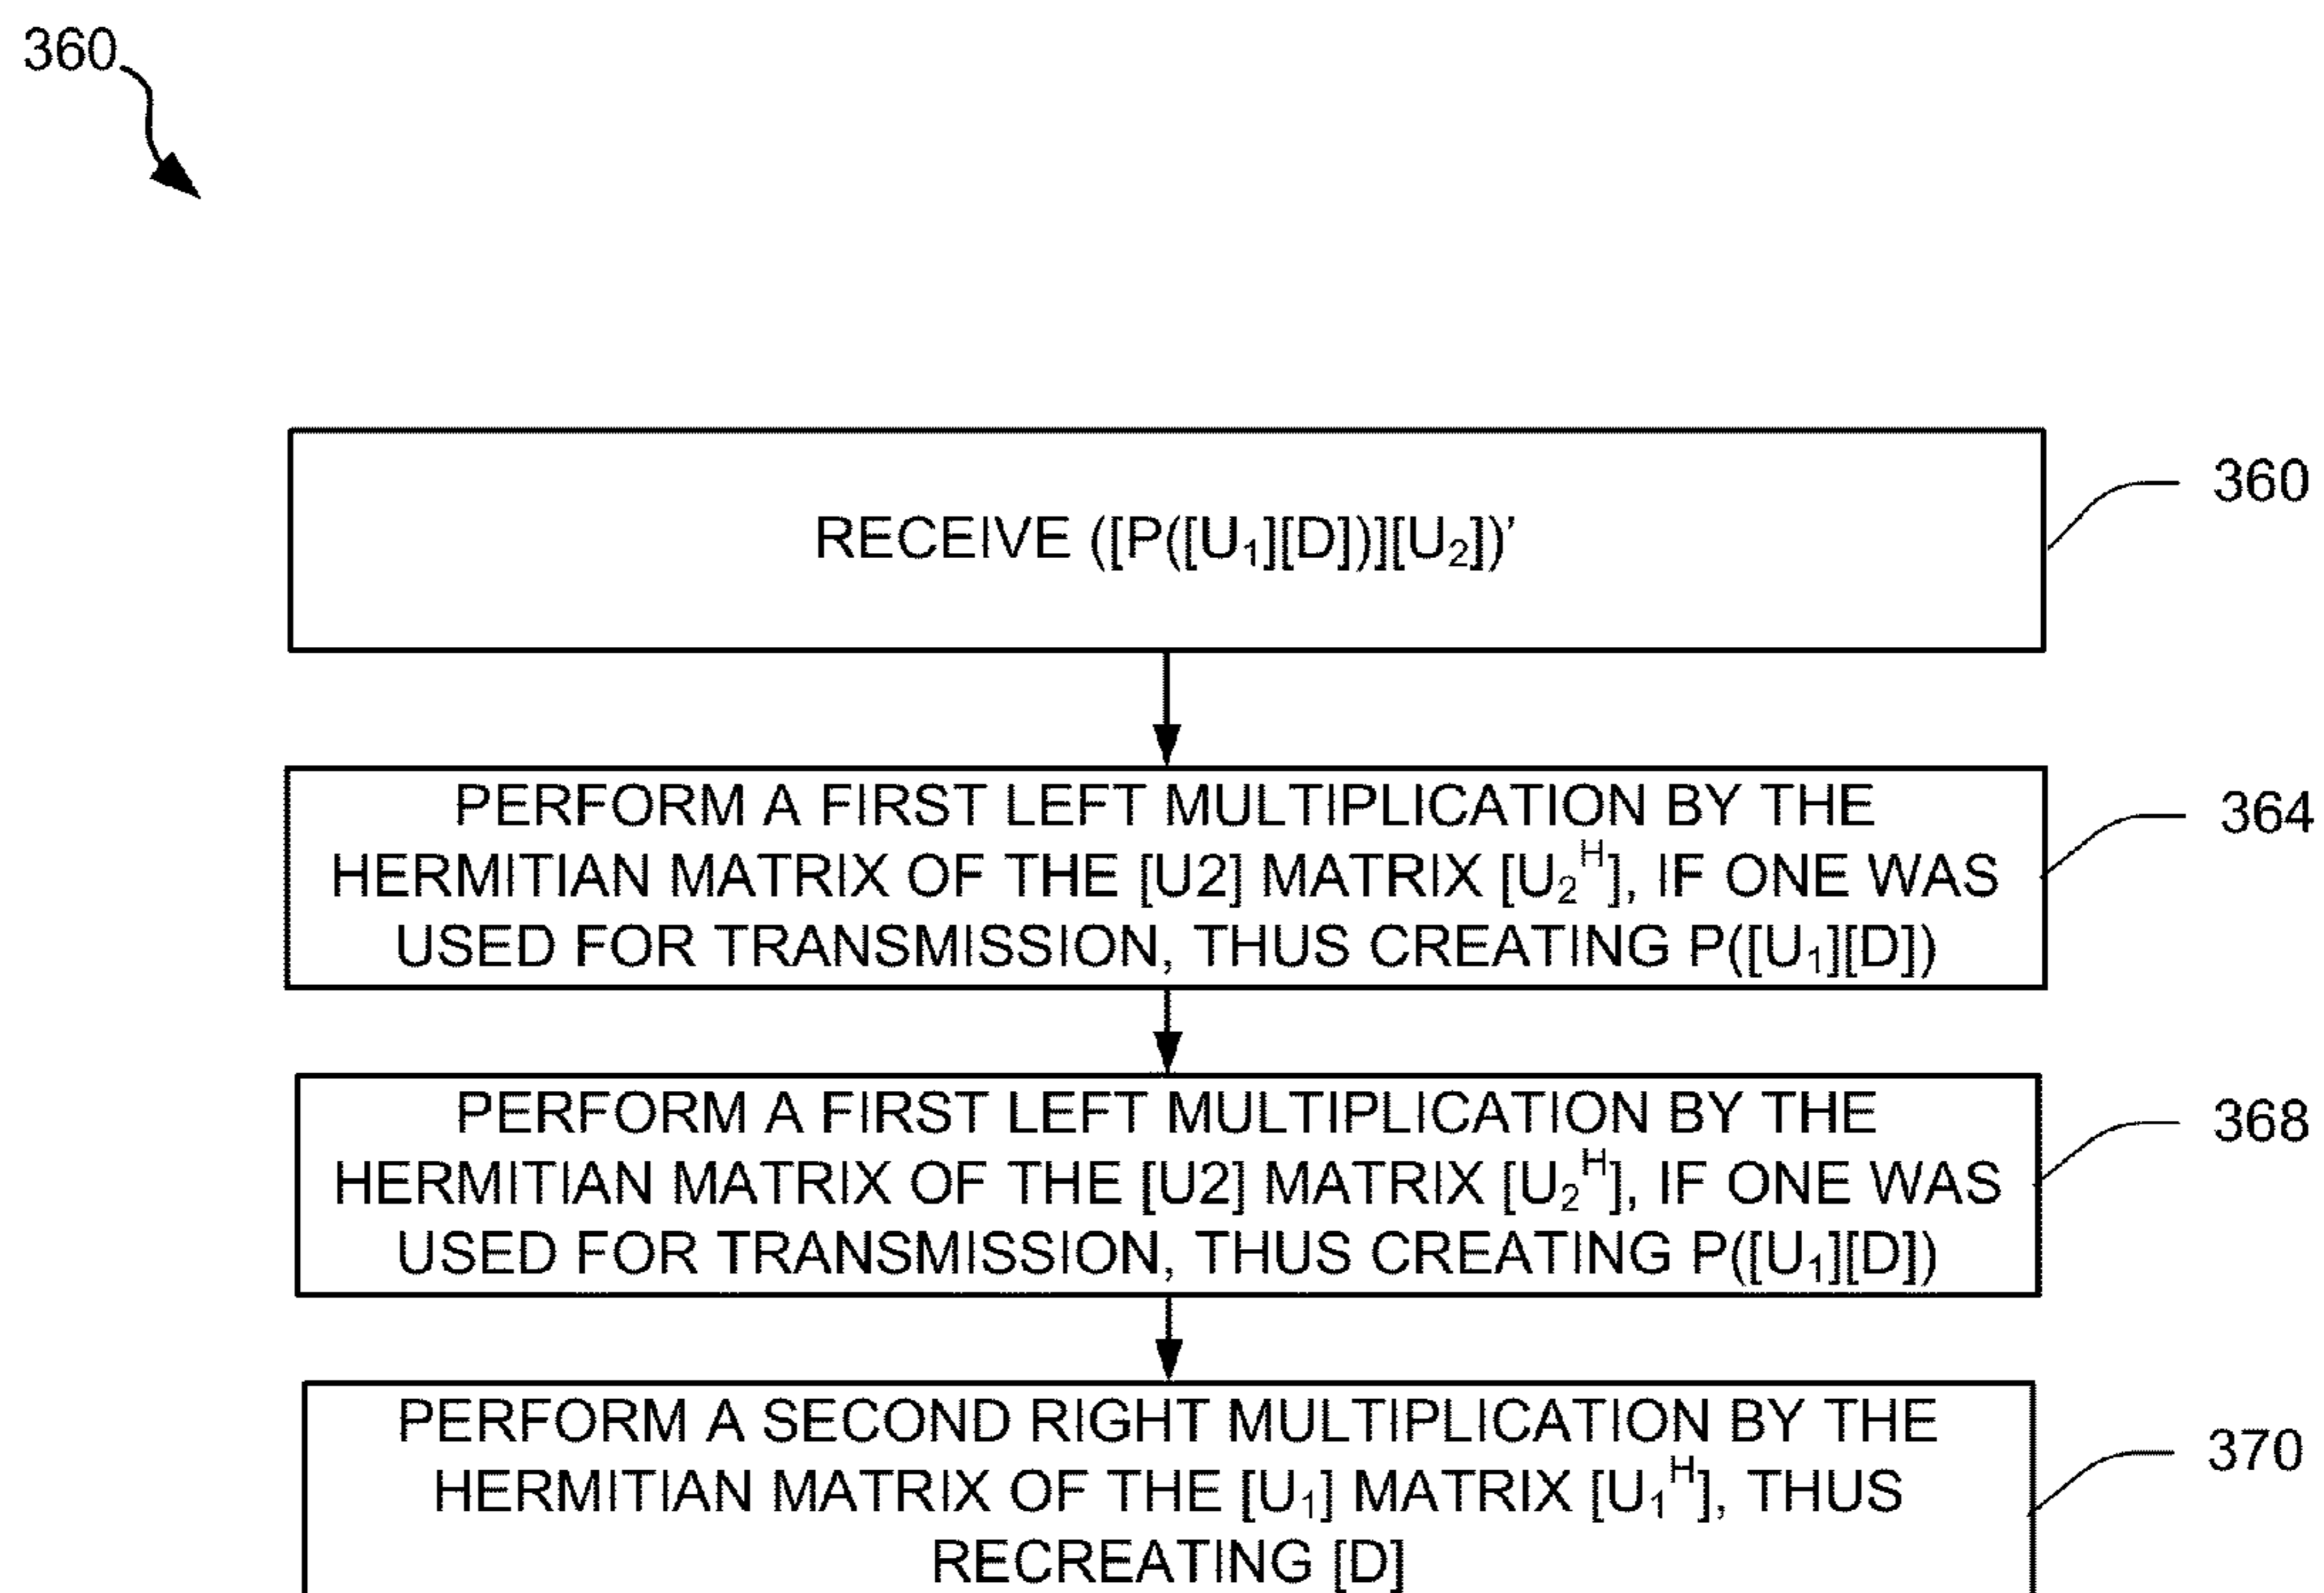 360
RECEIVE ([P([U₁][D])][U₂])’
360
PERFORM A FIRST LEFT MULTIPLICATION BY THE
HERMITIAN MATRIX OF THE [U2] MATRIX [U₂ᴴ], IF ONE WAS
USED FOR TRANSMISSION, THUS CREATING P([U₁][D])
364
PERFORM A FIRST LEFT MULTIPLICATION BY THE
HERMITIAN MATRIX OF THE [U2] MATRIX [U₂ᴴ], IF ONE WAS
USED FOR TRANSMISSION, THUS CREATING P([U₁][D])
368
PERFORM A SECOND RIGHT MULTIPLICATION BY THE
HERMITIAN MATRIX OF THE [U₁] MATRIX [U₁ᴴ], THUS
RECREATING [D]
370